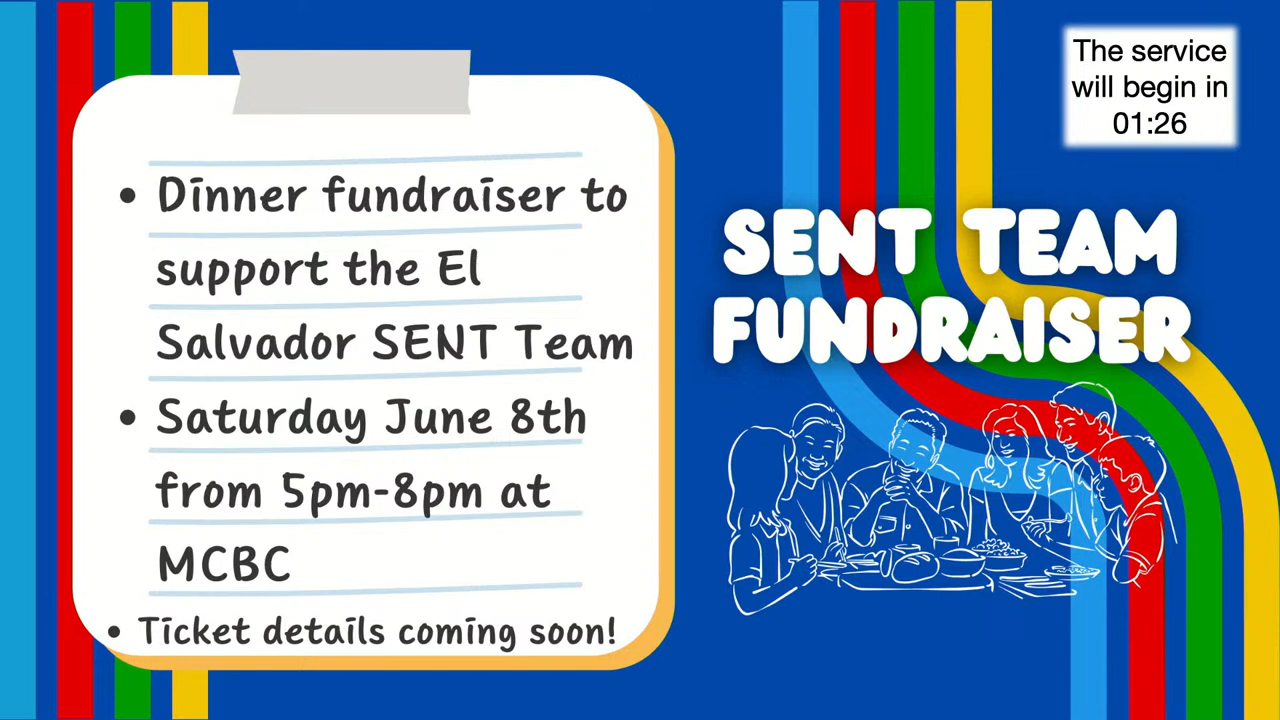 • Dinner fundraiser to
support the El
Salvador SENT Team
• Saturday June 8th
from 5pm-8pm at
MCBC
• Ticket details coming soon!
The service
will begin in
01:26
SENT TEAM
FUNDRAISER